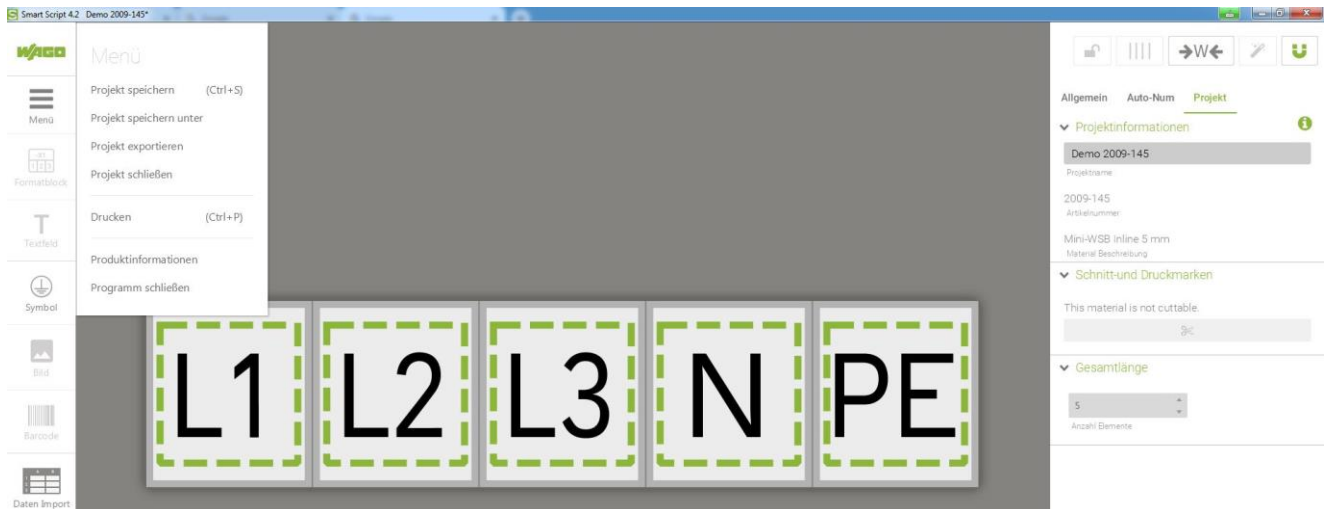 Smart Script 4.2 Demo 2009-145*
WAGO
Menü
Formatblock
Textfeld
Symbol
Bild
Barcode
Daten Import
Menü
Projekt speichern (Ctrl+S)
Projekt speichern unter
Projekt exportieren
Projekt schließen
Drucken (Ctrl+P)
Produktinformationen
Programm schließen
L1 L2 L3 N PE
W
Allgemein Auto-Num Projekt
Projektinformationen
Demo 2009-145
Projektname
2009-145
Artikelnummer
Mini-WSB Inline 5 mm
Material Beschreibung
Schnitt-und Druckmarken
This material is not cuttable.
Gesamtlänge
5
Anzahl Elemente